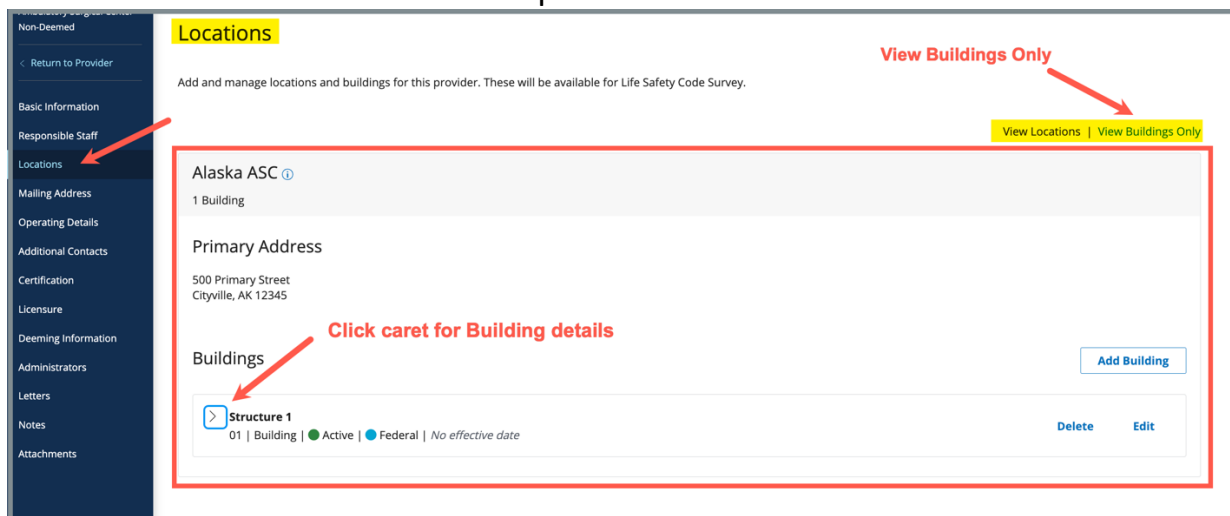 Non-Deemed
< Return to Provider
Basic Information
Responsible Staff
Locations
Mailing Address
Operating Details
Additional Contacts
Certification
Licensure
Deeming Information
Administrators
Letters
Notes
Attachments
Locations
View Buildings Only
Add and manage locations and buildings for this provider. These will be available for Life Safety Code Survey.
View Locations | View Buildings Only
Alaska ASC
1 Building
Primary Address
500 Primary Street
Cityville, AK 12345
Click caret for Building details
Buildings
Add Building
Structure 1
01 | Building | Active | Federal | No effective date
Delete Edit